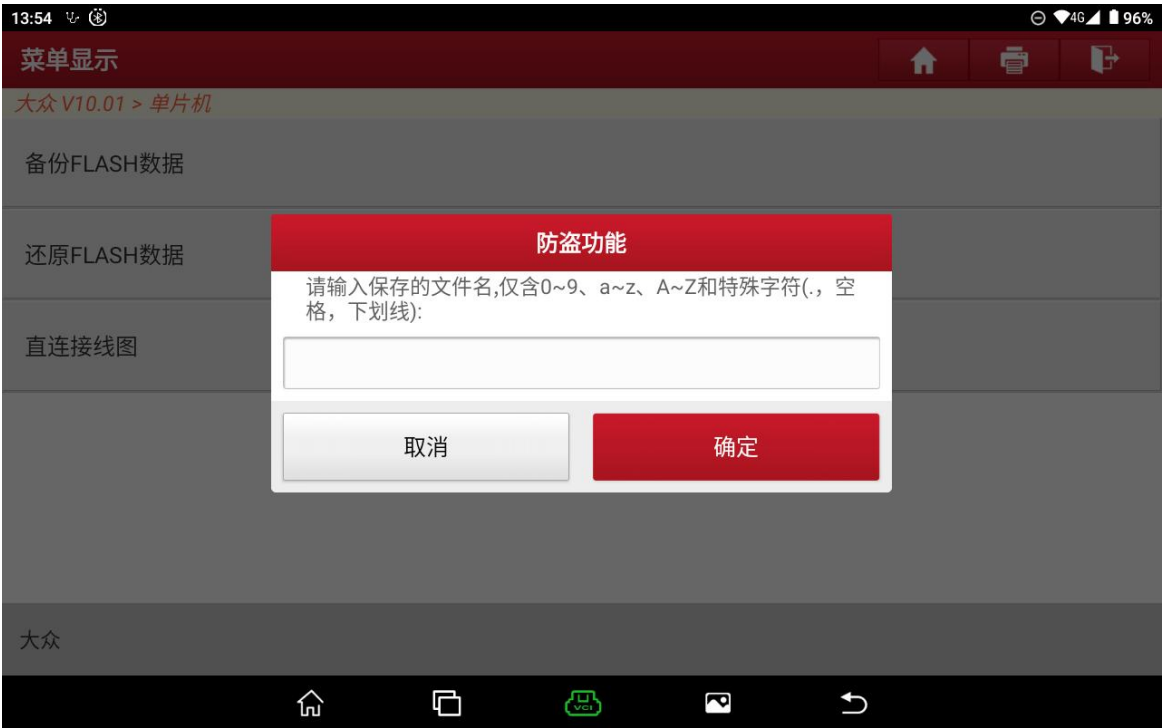 13:54
4G 96%
菜单显示
大众 V10.01 > 单片机
备份FLASH数据
还原FLASH数据
直连接线图
防盗功能
请输入保存的文件名,仅含0~9、a~z、A~Z和特殊字符(.，空
格，下划线):
取消
确定
大众
VCI